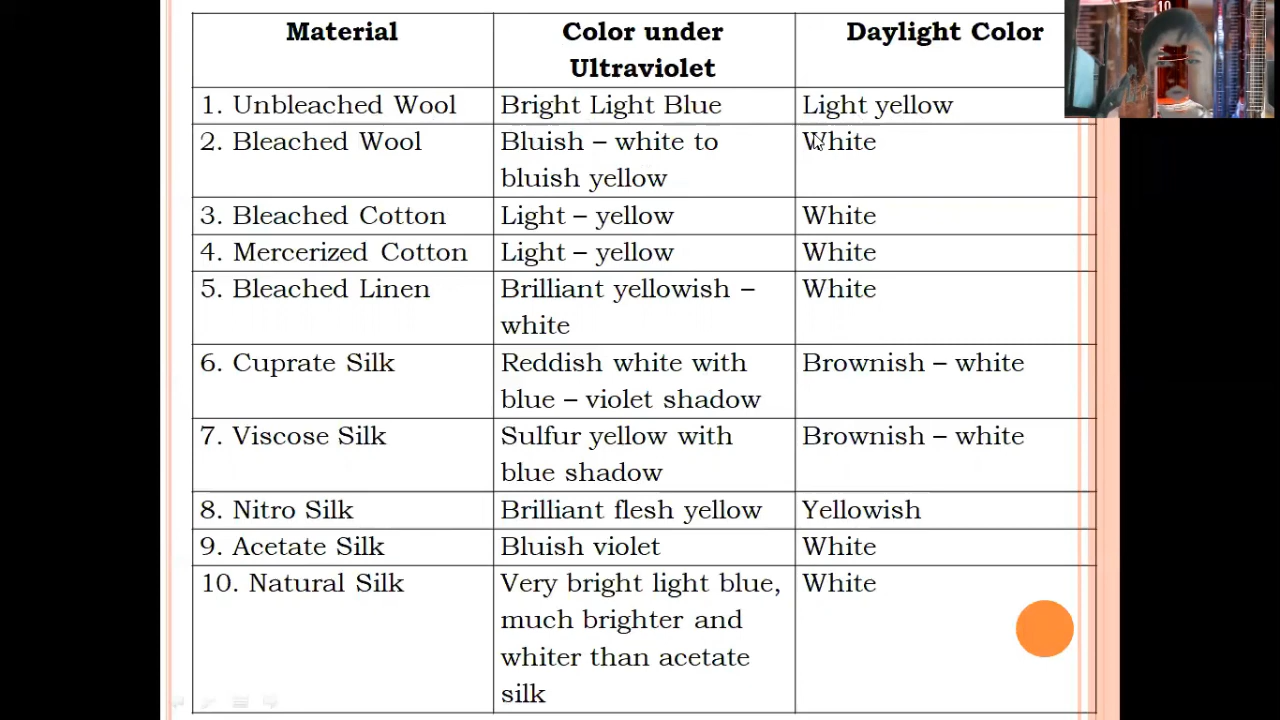 Material Color under Daylight Color
Ultraviolet
1. Unbleached Wool Bright Light Blue Light yellow
2. Bleached Wool Bluish – white to White
bluish yellow
3. Bleached Cotton Light – yellow White
4. Mercerized Cotton Light – yellow White
5. Bleached Linen Brilliant yellowish – White
white
6. Cuprate Silk Reddish white with Brownish – white
blue – violet shadow
7. Viscose Silk Sulfur yellow with Brownish – white
blue shadow
8. Nitro Silk Brilliant flesh yellow Yellowish
9. Acetate Silk Bluish violet White
10. Natural Silk Very bright light blue, White
much brighter and
whiter than acetate
silk
10